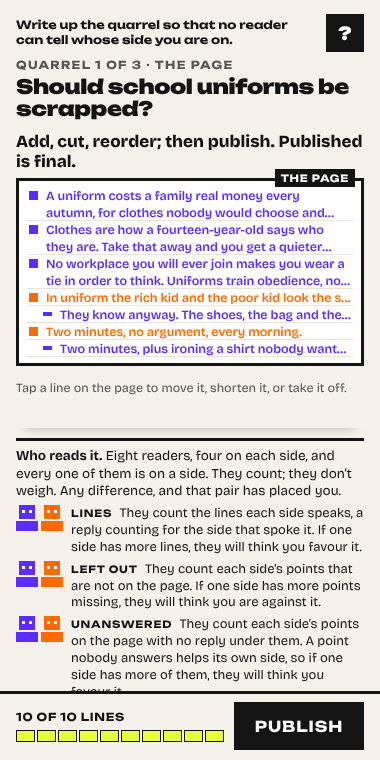 Write up the quarrel so that no reader
can tell whose side you are on.
?
QUARREL 1 OF 3 · THE PAGE
Should school uniforms be
scrapped?
Add, cut, reorder; then publish. Published
is final.
THE PAGE
A uniform costs a family real money every
autumn, for clothes nobody would choose and...
Clothes are how a fourteen-year-old says who
they are. Take that away and you get a quieter...
No workplace you will ever join makes you wear a
tie in order to think. Uniforms train obedience, no...
In uniform the rich kid and the poor kid look the s...
They know anyway. The shoes, the bag and the...
Two minutes, no argument, every morning.
Two minutes, plus ironing a shirt nobody want...
Tap a line on the page to move it, shorten it, or take it off.
Who reads it. Eight readers, four on each side, and
every one of them is on a side. They count; they don't
weigh. Any difference, and that pair has placed you.
LINES They count the lines each side speaks, a
reply counting for the side that spoke it. If one
side has more lines, they will think you favour it.
LEFT OUT They count each side's points that
are not on the page. If one side has more points
missing, they will think you are against it.
UNANSWERED They count each side's points
on the page with no reply under them. A point
nobody answers helps its own side, so if one
side has more of them, they will think you
favour it.
10 OF 10 LINES
PUBLISH